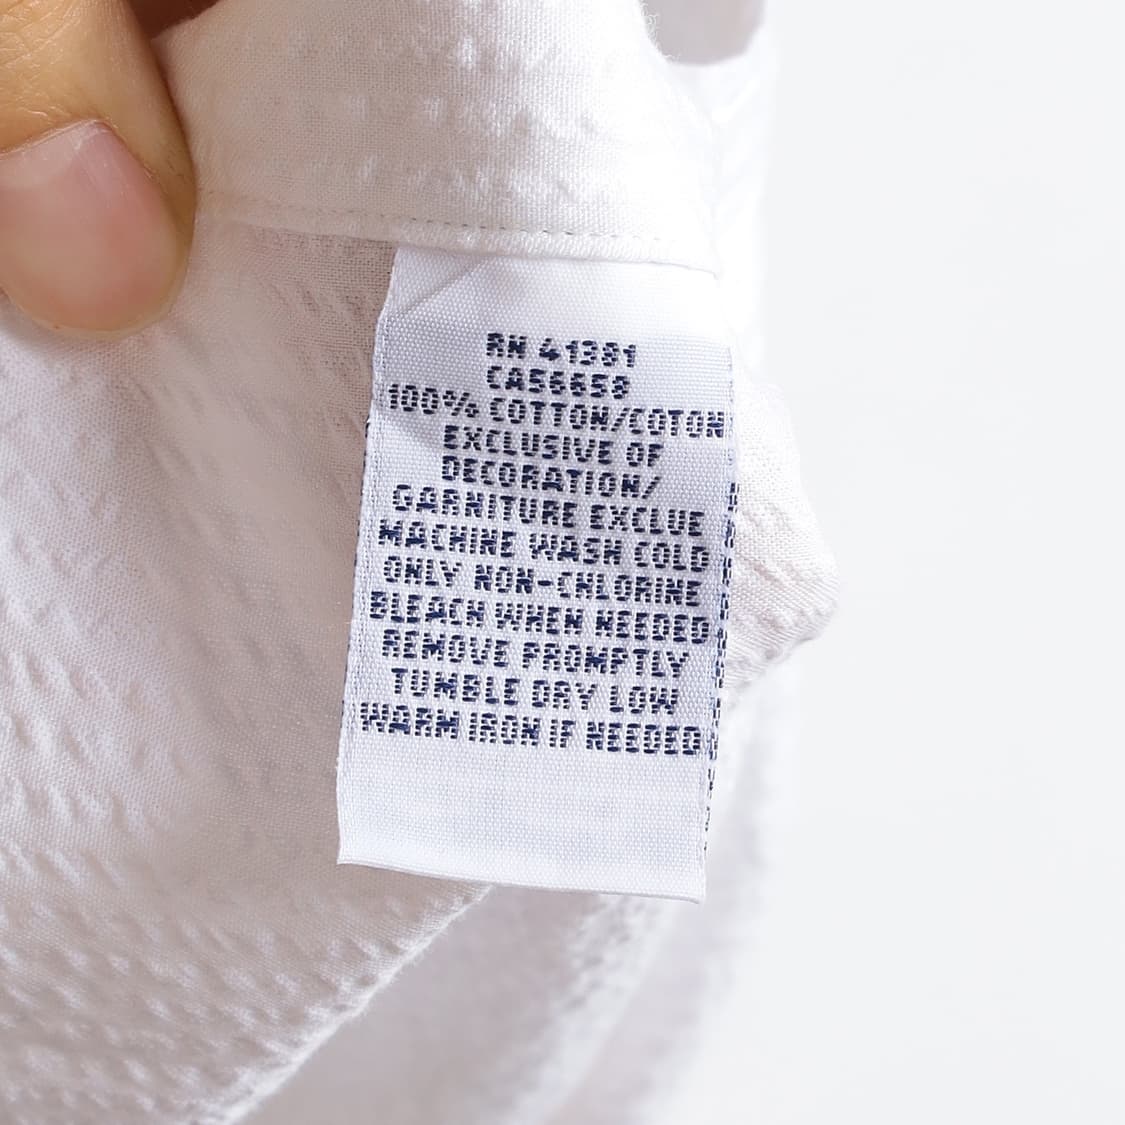 RN 41381
CA56658
100% COTTON/COTON
EXCLUSIVE OF
DECORATION/
GARNITURE EXCLUE
MACHINE WASH COLD
ONLY NON-CHLORINE
BLEACH WHEN NEEDED
REMOVE PROMPTLY
TUMBLE DRY LOW
WARM IRON IF NEEDED